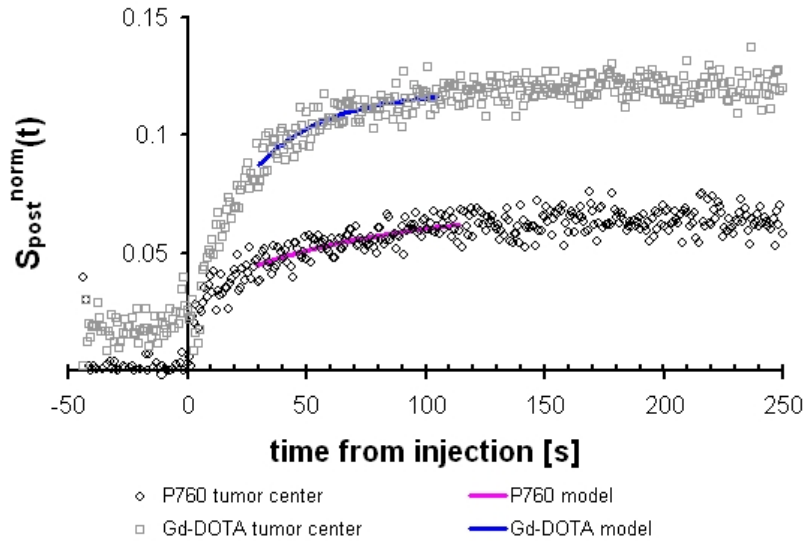 0.15
0.1
0.05
S_post^norm(t)
-50 0 50 100 150 200 250
time from injection [s]
P760 tumor center P760 model
Gd-DOTA tumor center Gd-DOTA model